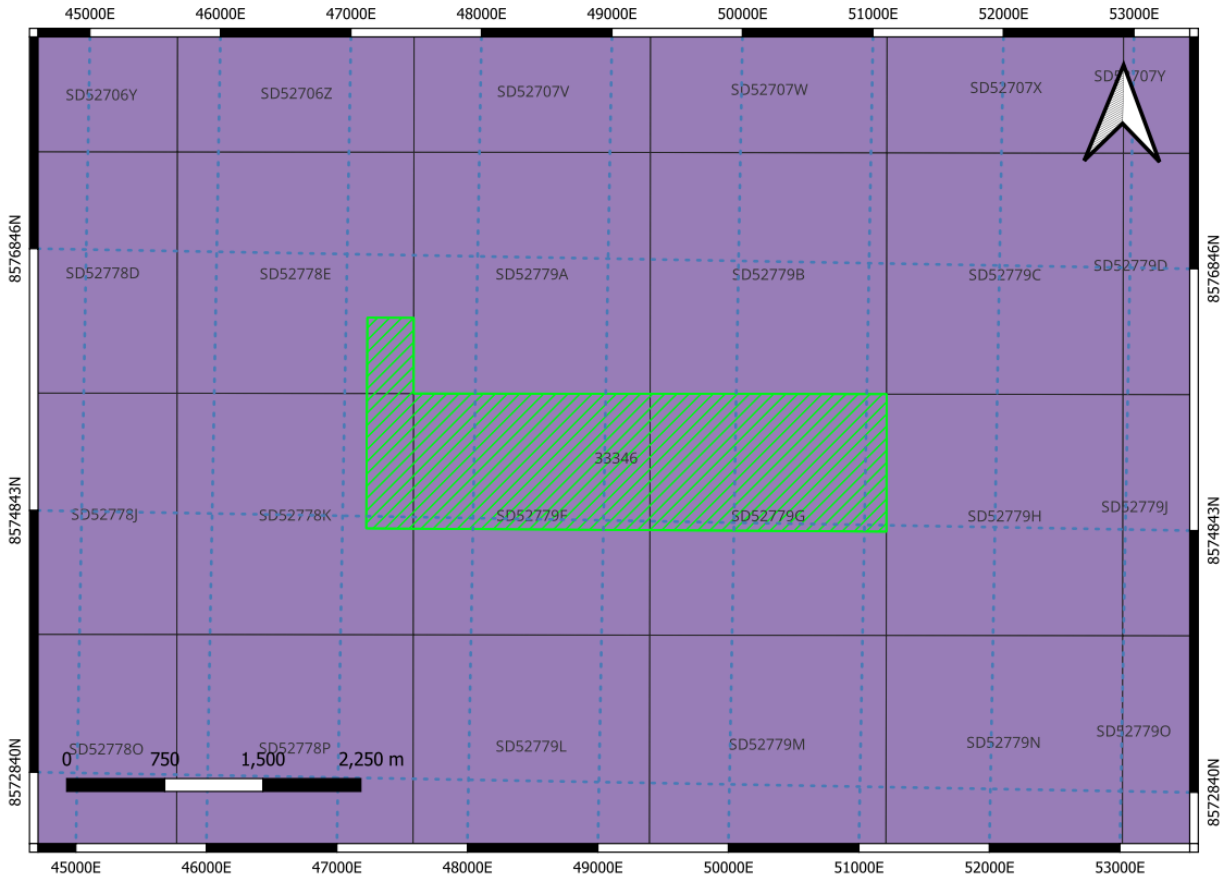 45000E 46000E 47000E 48000E 49000E 50000E 51000E 52000E 53000E
SD52706Y SD52706Z SD52707V SD52707W SD52707X SD52707Y
8576846N
8576846N
SD52778D SD52778E SD52779A SD52779B SD52779C SD52779D
33346
8574843N
8574843N
SD52778J SD52778K SD52779F SD52779G SD52779H SD52779J
SD52778O SD52778P SD52779L SD52779M SD52779N SD52779O
0 750 1,500 2,250 m
8572840N
8572840N
45000E 46000E 47000E 48000E 49000E 50000E 51000E 52000E 53000E